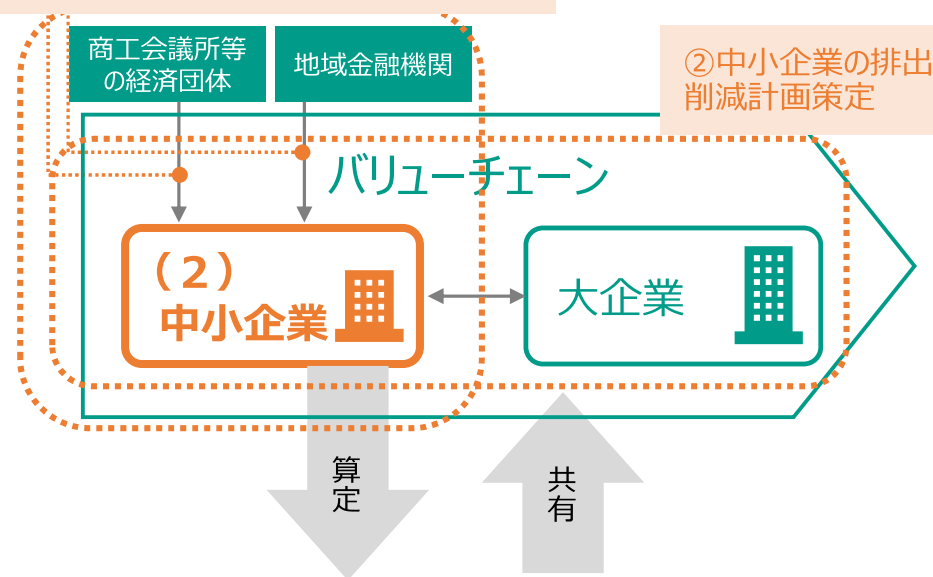 商工会議所等
の経済団体
地域金融機関
②中小企業の排出
削減計画策定
バリューチェーン
（２）
中小企業
大企業
算定
共有